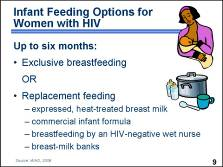 Infant Feeding Options for
Women with HIV
Up to six months:
• Exclusive breastfeeding
OR
• Replacement feeding
– expressed, heat-treated breast milk
– commercial infant formula
– breastfeeding by an HIV-negative wet nurse
– breast-milk banks
Source: WHO, 2006
9